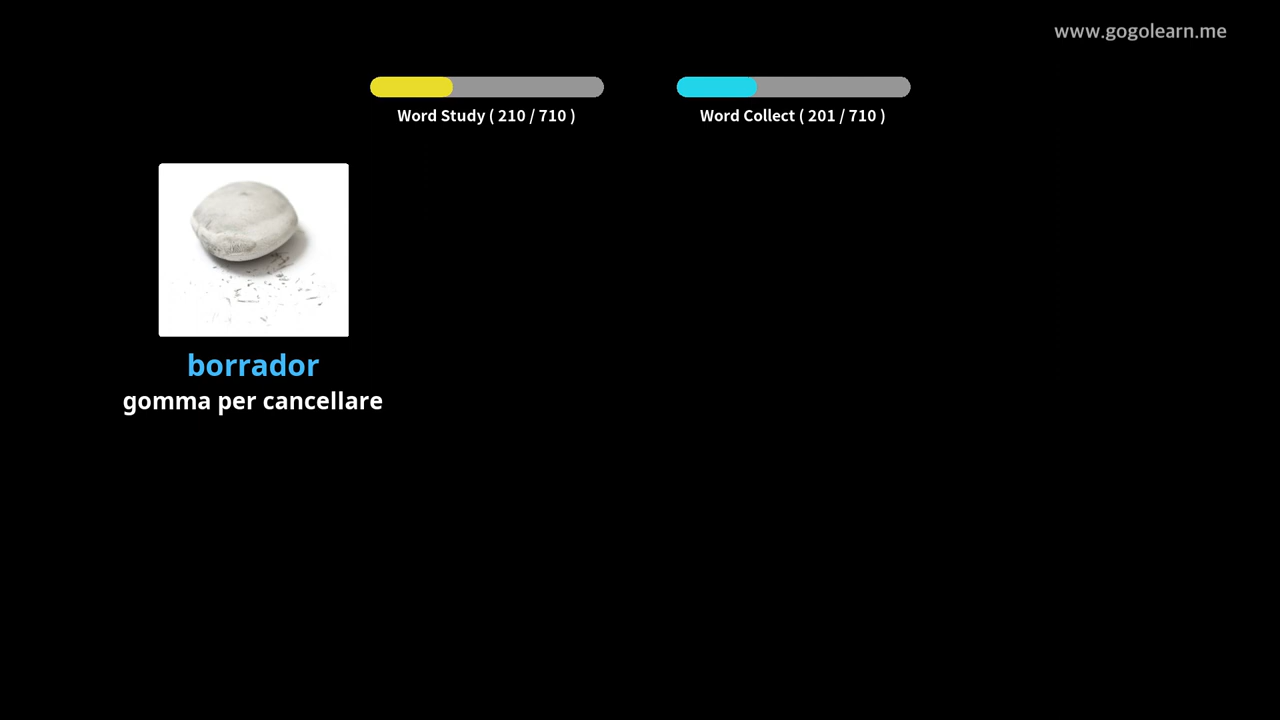 www.gogolearn.me
Word Study ( 210 / 710 )
Word Collect ( 201 / 710 )
borrador
gomma per cancellare